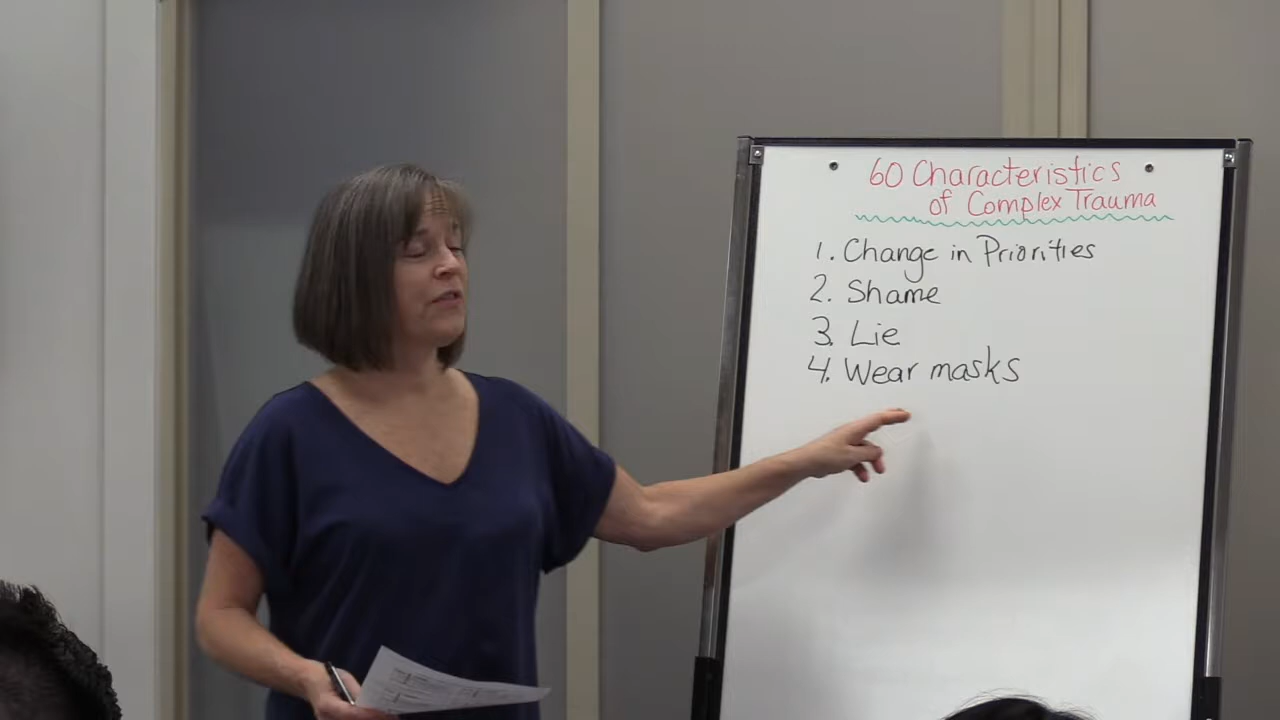 60 Characteristics
of Complex Trauma
1. Change in Priorities
2. Shame
3. Lie
4. Wear masks